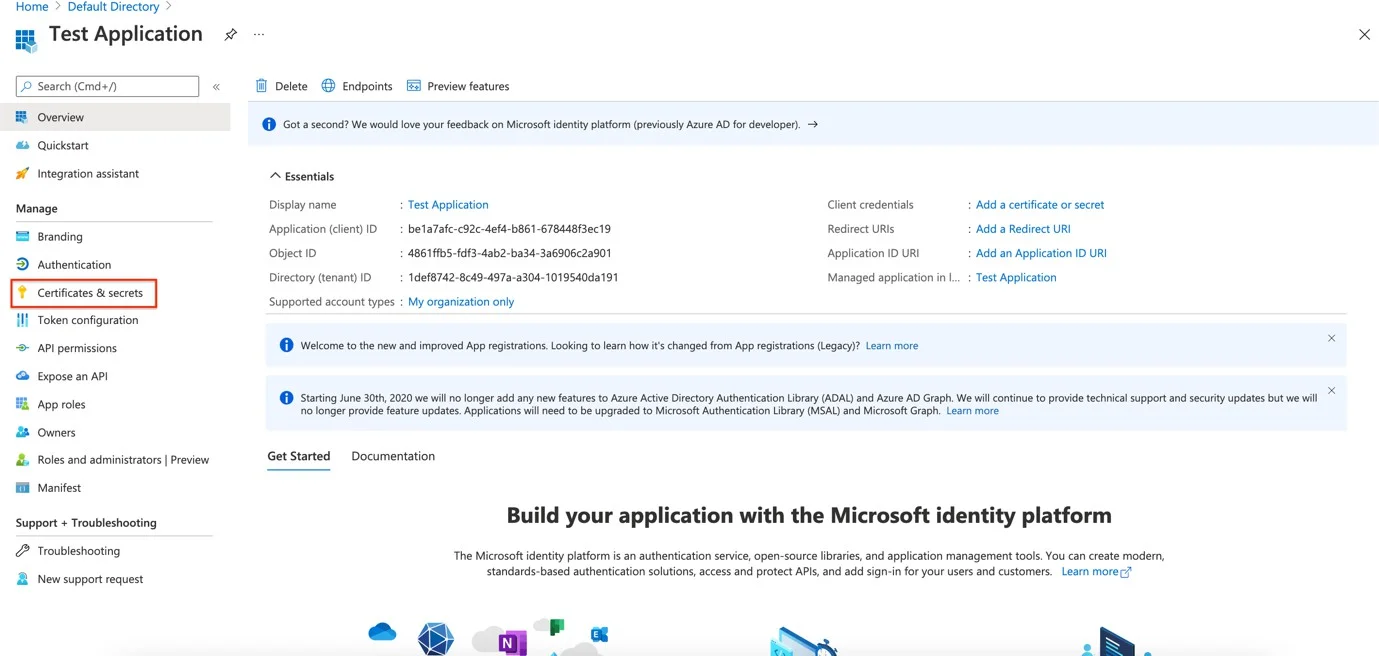 Home > Default Directory >
Test Application
...
Search (Cmd+/)
«
Overview
Quickstart
Integration assistant
Manage
Branding
Authentication
Certificates & secrets
Token configuration
API permissions
Expose an API
App roles
Owners
Roles and administrators | Preview
Manifest
Support + Troubleshooting
Troubleshooting
New support request
Delete
Endpoints
Preview features
Got a second? We would love your feedback on Microsoft identity platform (previously Azure AD for developer). →
Essentials
Display name : Test Application
Application (client) ID : be1a7afc-c92c-4ef4-b861-678448f3ec19
Object ID : 4861ffb5-fdf3-4ab2-ba34-3a6906c2a901
Directory (tenant) ID : 1def8742-8c49-497a-a304-1019540da191
Supported account types : My organization only
Client credentials : Add a certificate or secret
Redirect URIs : Add a Redirect URI
Application ID URI : Add an Application ID URI
Managed application in l... : Test Application
Welcome to the new and improved App registrations. Looking to learn how it's changed from App registrations (Legacy)? Learn more
Starting June 30th, 2020 we will no longer add any new features to Azure Active Directory Authentication Library (ADAL) and Azure AD Graph. We will continue to provide technical support and security updates but we will
no longer provide feature updates. Applications will need to be upgraded to Microsoft Authentication Library (MSAL) and Microsoft Graph. Learn more
Get Started
Documentation
Build your application with the Microsoft identity platform
The Microsoft identity platform is an authentication service, open-source libraries, and application management tools. You can create modern,
standards-based authentication solutions, access and protect APIs, and add sign-in for your users and customers. Learn more
N
E